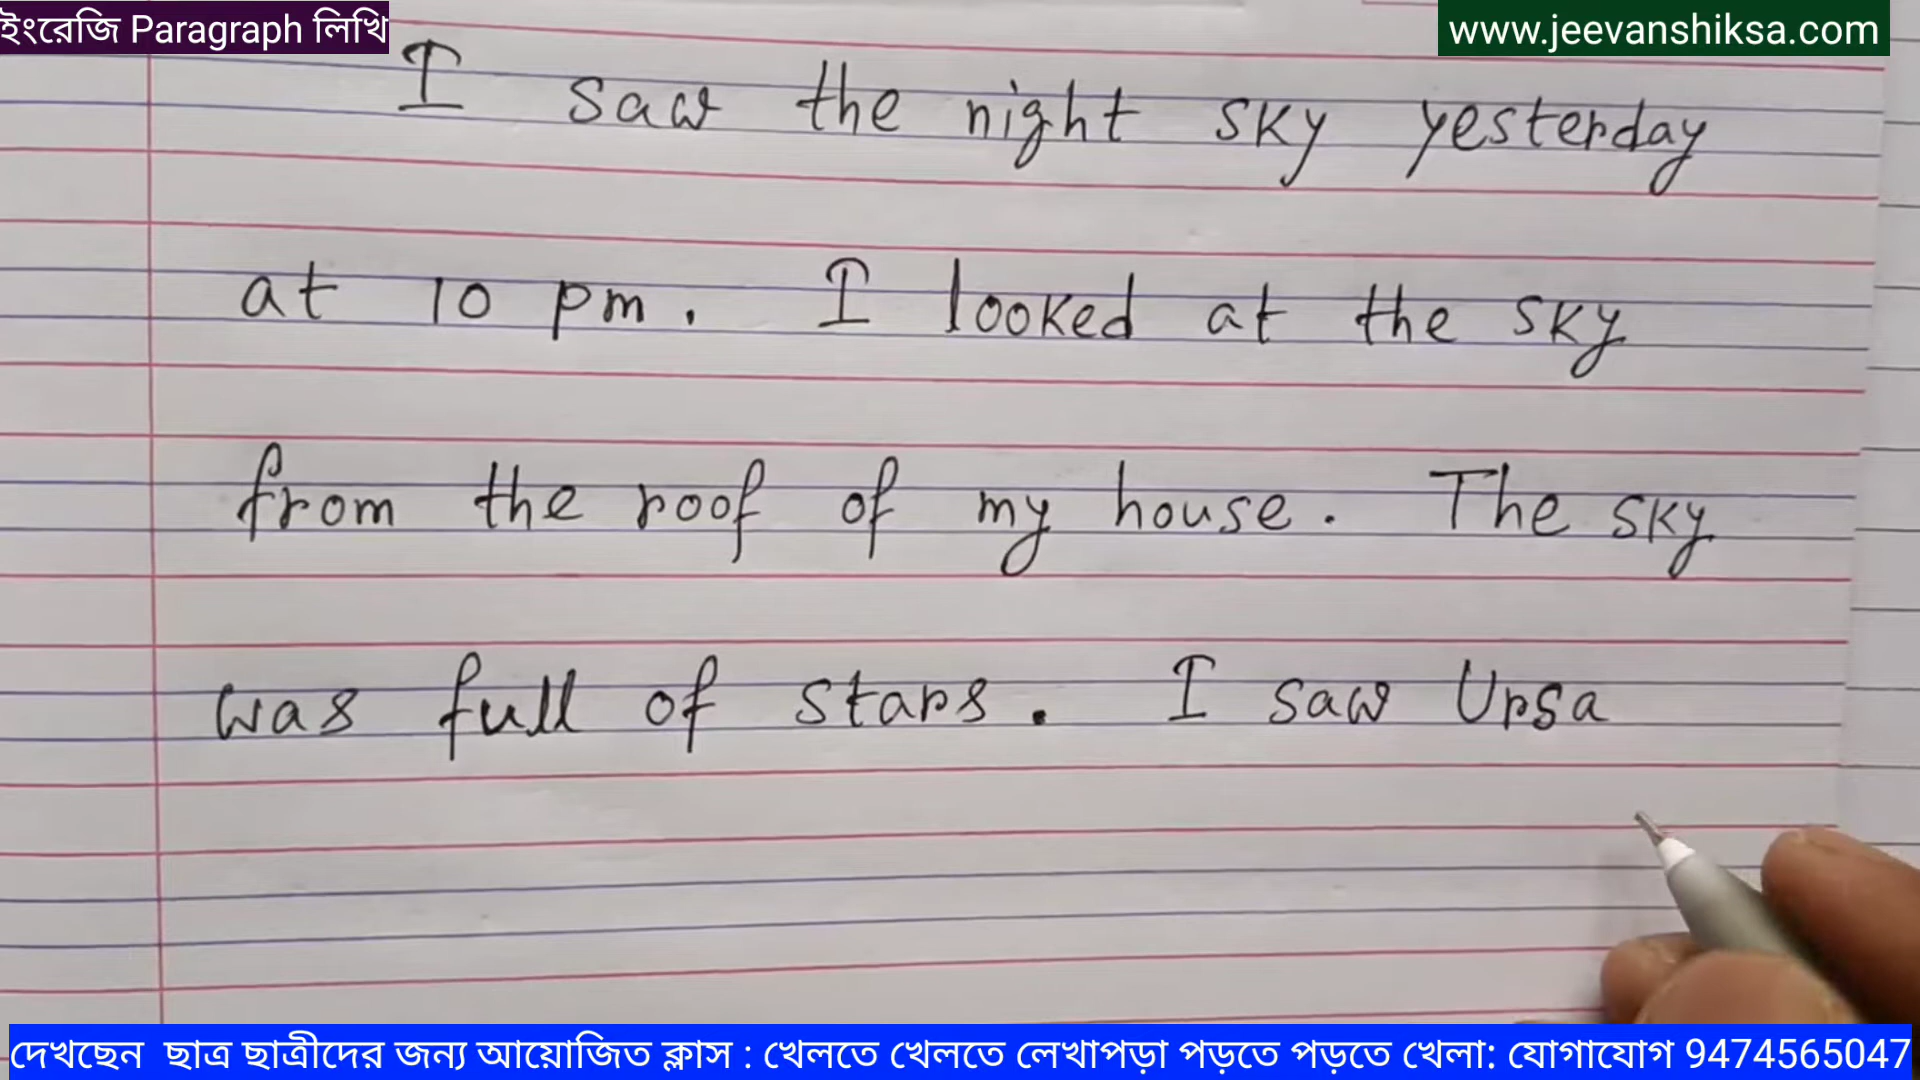 ইংরেজি Paragraph লিখি
www.jeevanshiksa.com
I saw the night sky yesterday
at 10 pm. I looked at the sky
from the roof of my house. The sky
was full of stars. I saw Ursa
দেখছেন ছাত্র ছাত্রীদের জন্য আয়োজিত ক্লাস : খেলতে খেলতে লেখাপড়া পড়তে পড়তে খেলা: যোগাযোগ 9474565047